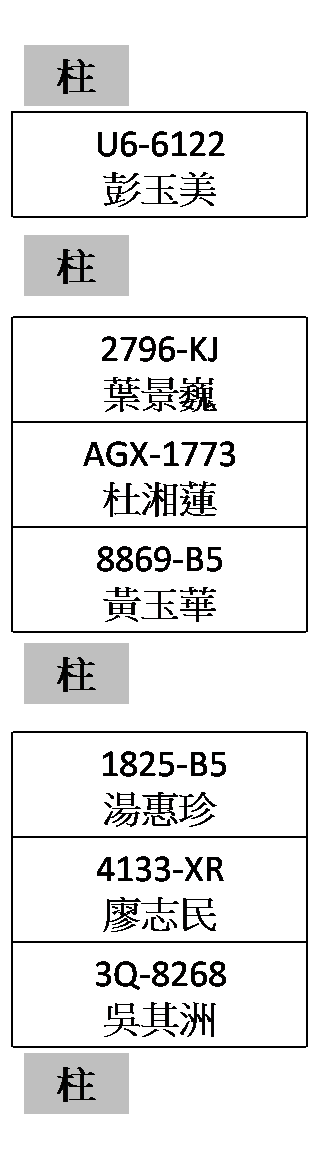 柱
U6-6122
彭玉美
柱
2796-KJ
葉景巍
AGX-1773
杜湘蓮
8869-B5
黃玉華
柱
1825-B5
湯惠珍
4133-XR
廖志民
3Q-8268
吳其洲
柱